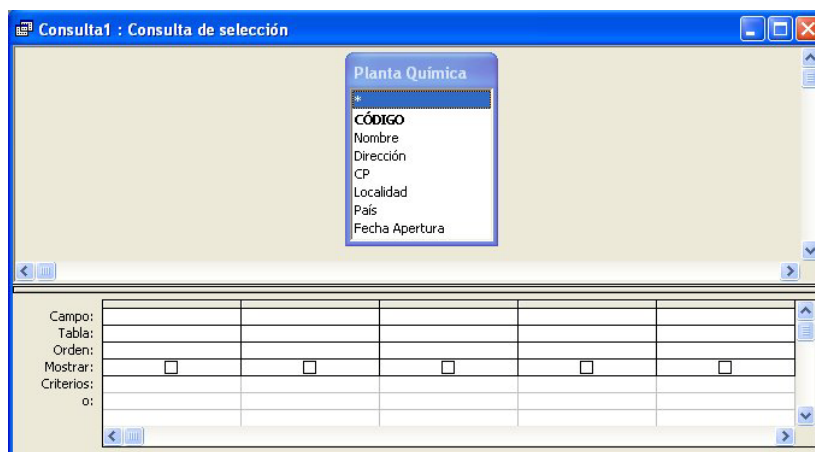 Consulta1 : Consulta de selección
Planta Química
*
CÓDIGO
Nombre
Dirección
CP
Localidad
País
Fecha Apertura
Campo:
Tabla:
Orden:
Mostrar:
Criterios:
o: